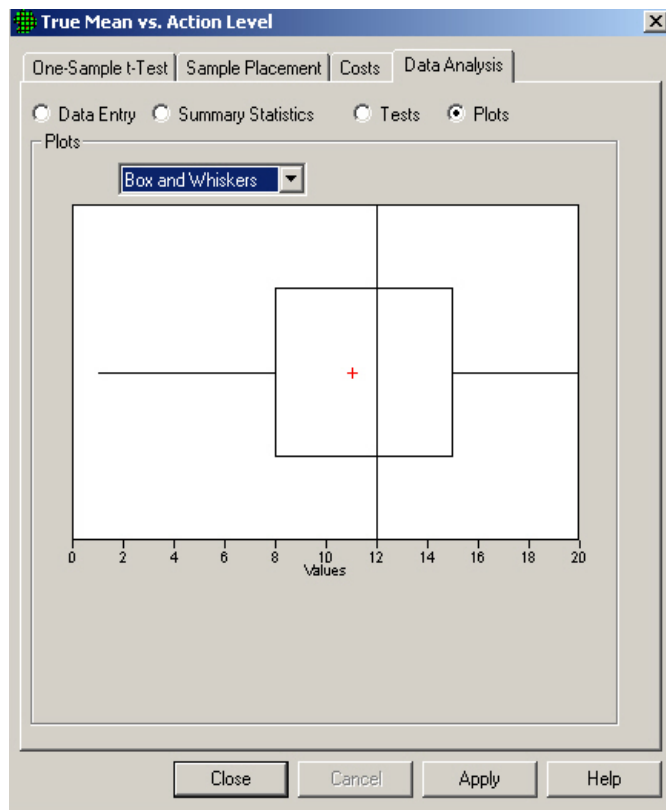 True Mean vs. Action Level
One-Sample t-Test Sample Placement Costs Data Analysis
Data Entry Summary Statistics Tests Plots
Plots
Box and Whiskers
0 2 4 6 8 10 12 14 16 18 20
Values
Close Cancel Apply Help